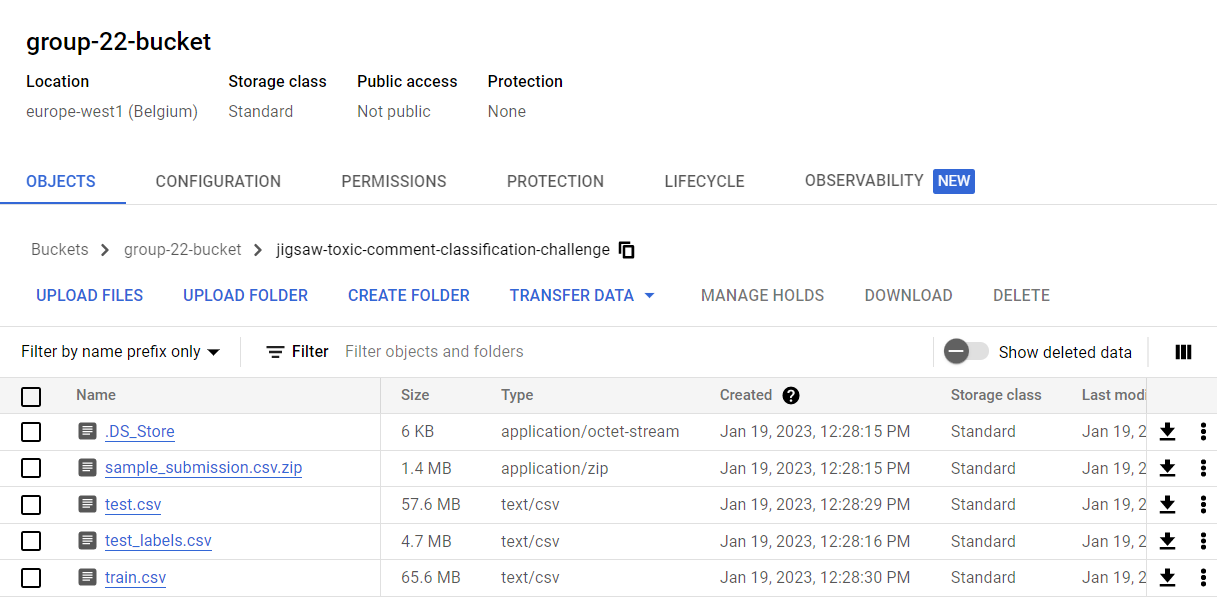 group-22-bucket
Location Storage class Public access Protection
europe-west1 (Belgium) Standard Not public None
OBJECTS CONFIGURATION PERMISSIONS PROTECTION LIFECYCLE OBSERVABILITY NEW
Buckets > group-22-bucket > jigsaw-toxic-comment-classification-challenge
UPLOAD FILES UPLOAD FOLDER CREATE FOLDER TRANSFER DATA MANAGE HOLDS DOWNLOAD DELETE
Filter by name prefix only Filter Filter objects and folders Show deleted data
Name Size Type Created Storage class Last modi
.DS_Store 6 KB application/octet-stream Jan 19, 2023, 12:28:15 PM Standard Jan 19, 2
sample_submission.csv.zip 1.4 MB application/zip Jan 19, 2023, 12:28:15 PM Standard Jan 19, 2
test.csv 57.6 MB text/csv Jan 19, 2023, 12:28:29 PM Standard Jan 19, 2
test_labels.csv 4.7 MB text/csv Jan 19, 2023, 12:28:16 PM Standard Jan 19, 2
train.csv 65.6 MB text/csv Jan 19, 2023, 12:28:30 PM Standard Jan 19, 2